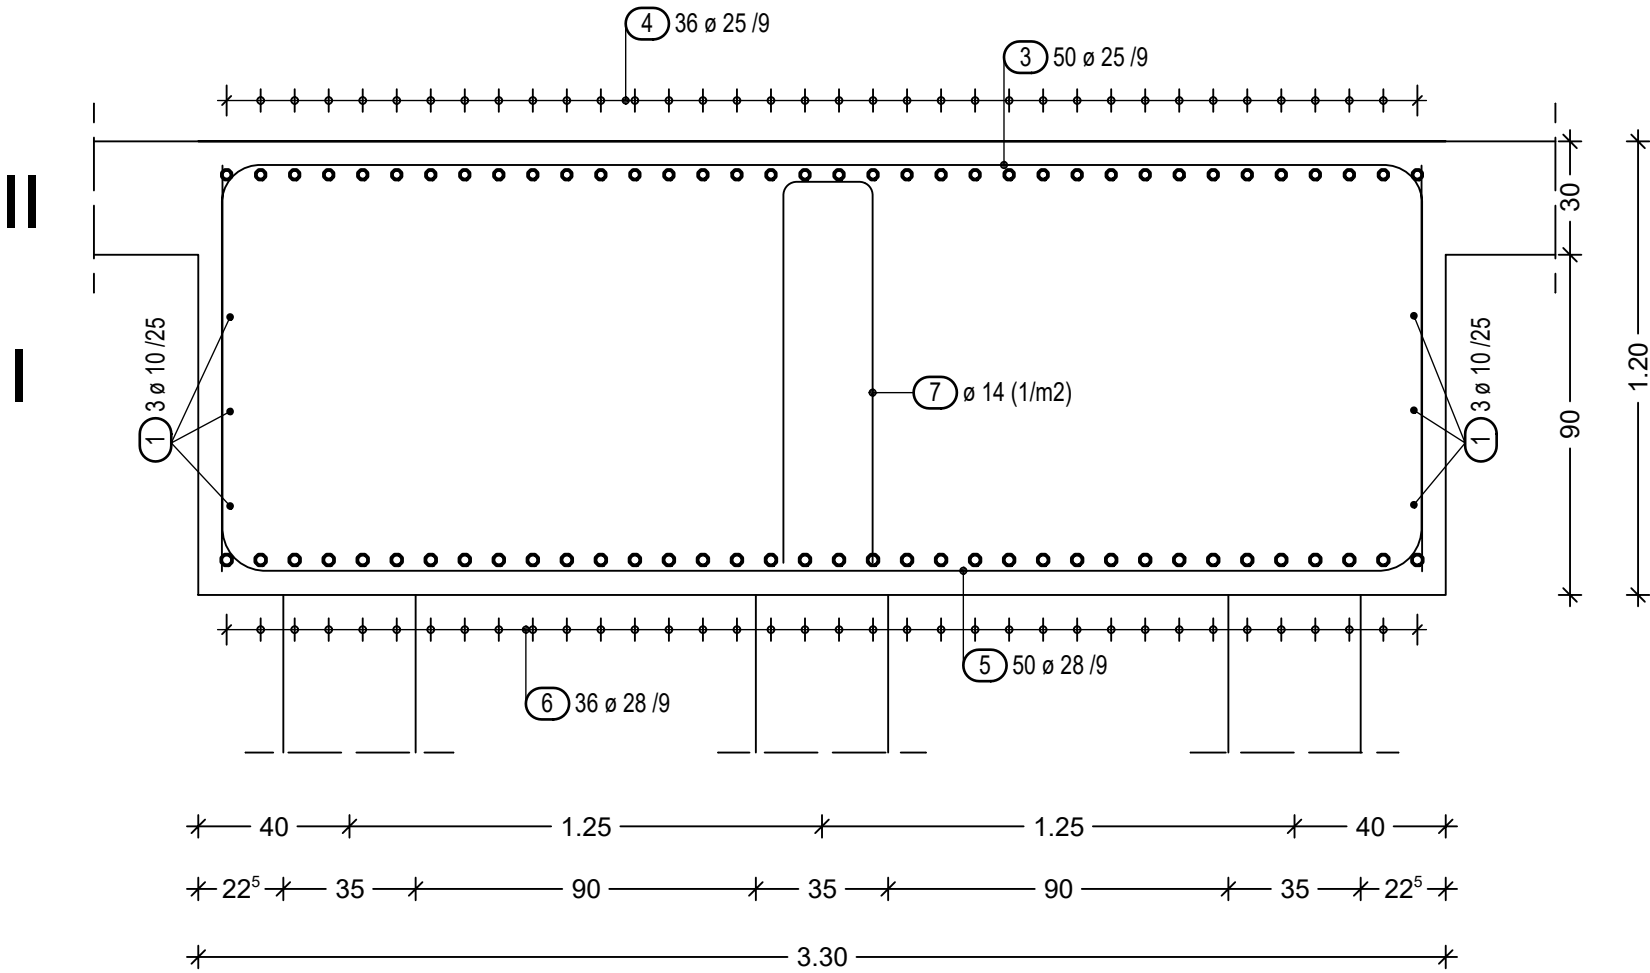 4 36 ø 25 /9
3 50 ø 25 /9
II
30
I
1 3 ø 10 /25
7 ø 14 (1/m2)
1 3 ø 10 /25
90
1.20
5 50 ø 28 /9
6 36 ø 28 /9
40 1.25 1.25 40
22⁵ 35 90 35 90 35 22⁵
3.30